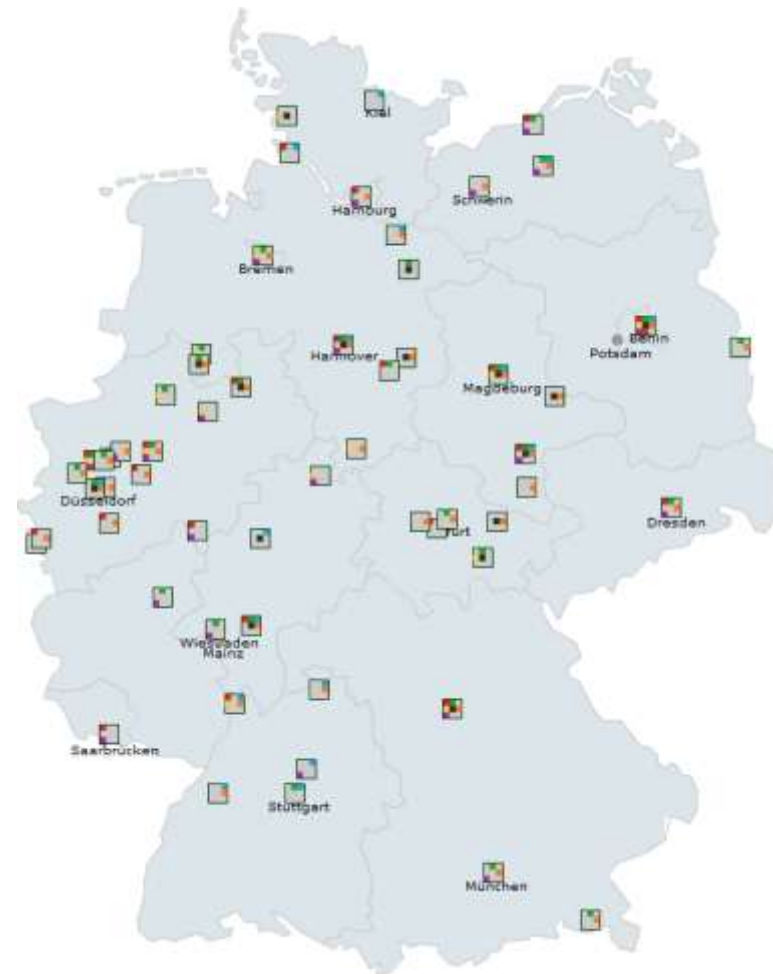 Kiel
Schwerin
Hamburg
Bremen
Berlin
Potsdam
Hannover
Magdeburg
Düsseldorf
Dresden
Wiesbaden
Mainz
Saarbrücken
Stuttgart
München